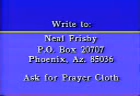 Write to:
Neal Frisby
P.O. Box 20707
Phoenix, Az. 85036
Ask for Prayer Cloth